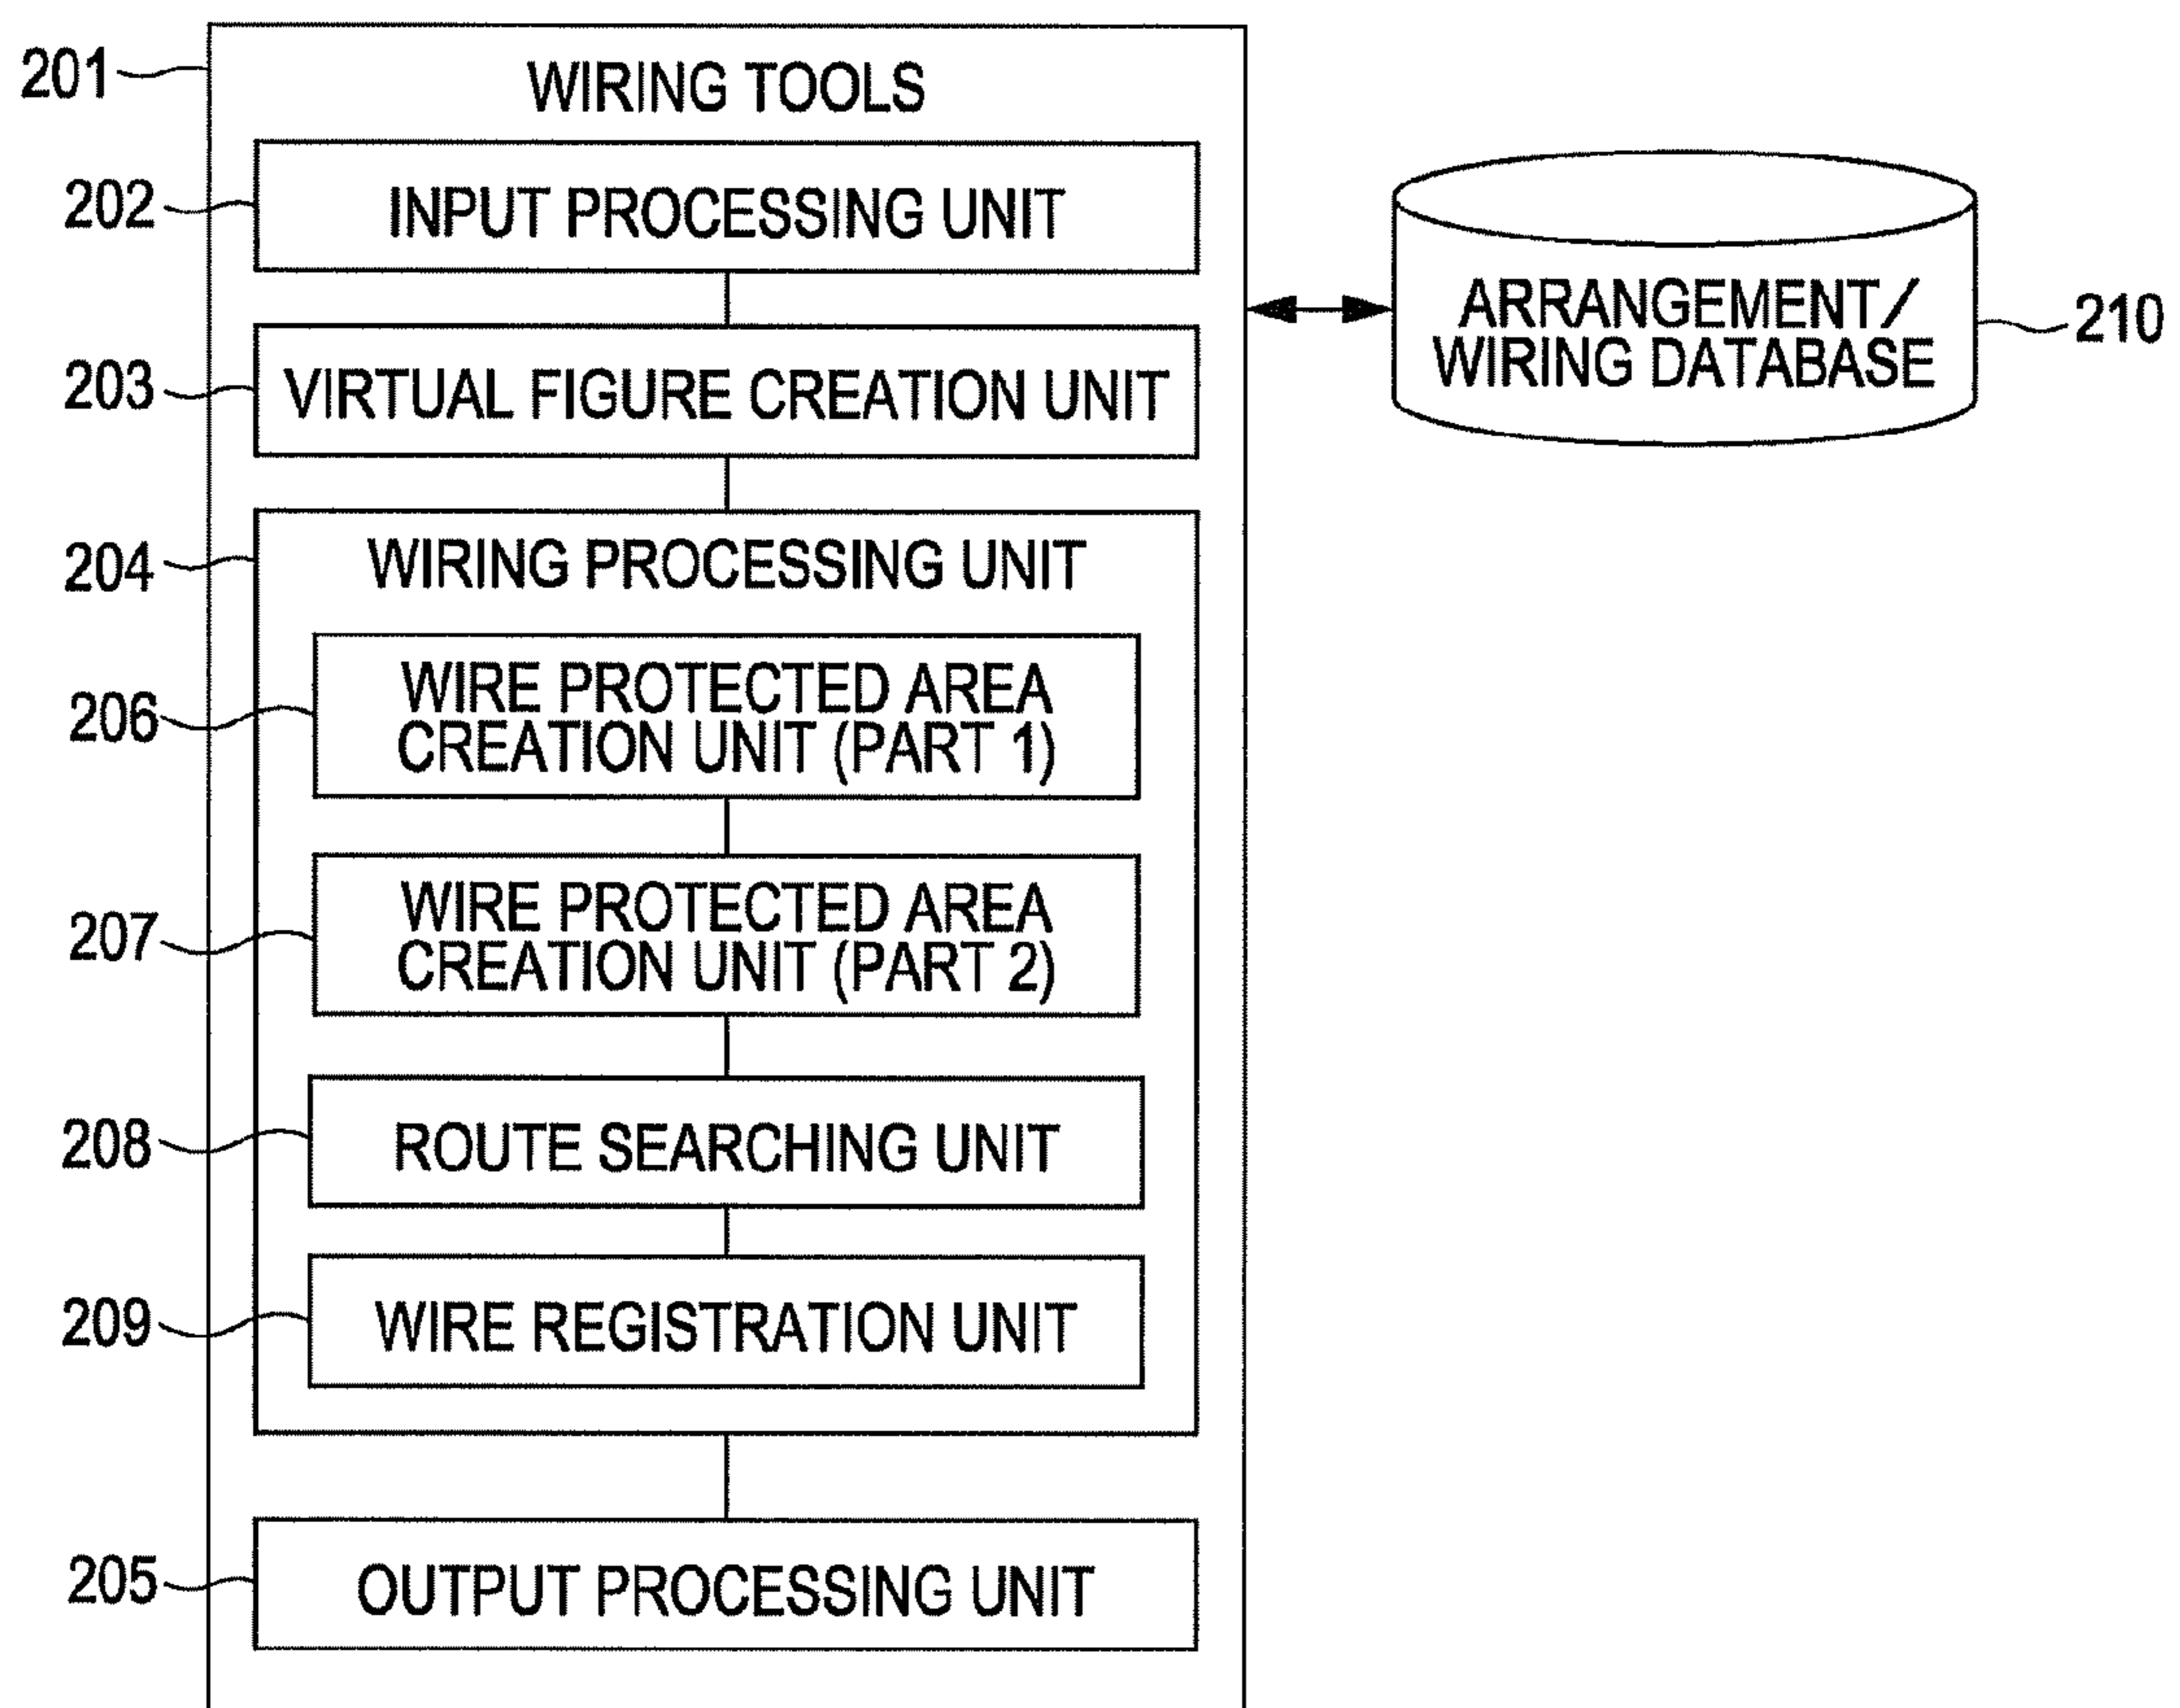 201
WIRING TOOLS
202
INPUT PROCESSING UNIT
203
VIRTUAL FIGURE CREATION UNIT
204
WIRING PROCESSING UNIT
206
WIRE PROTECTED AREA
CREATION UNIT (PART 1)
207
WIRE PROTECTED AREA
CREATION UNIT (PART 2)
208
ROUTE SEARCHING UNIT
209
WIRE REGISTRATION UNIT
205
OUTPUT PROCESSING UNIT
ARRANGEMENT/
WIRING DATABASE
210